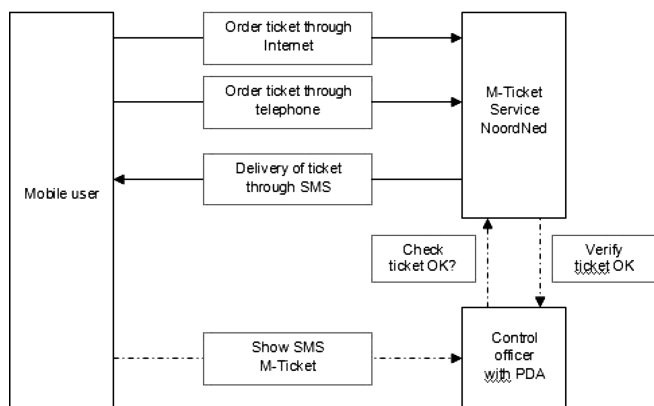 Order ticket through
Internet
Order ticket through
telephone
M-Ticket
Service
NoordNed
Delivery of ticket
through SMS
Mobile user
Check
ticket OK?
Verify
ticket OK
Show SMS
M-Ticket
Control
officer
with PDA